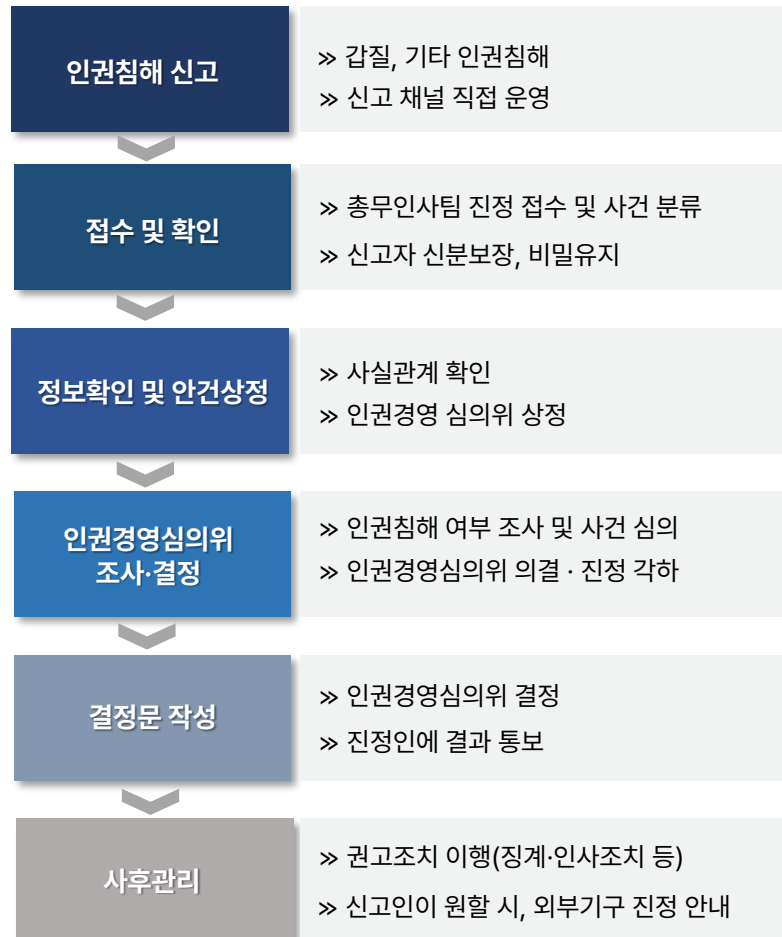 인권침해 신고
» 갑질, 기타 인권침해
» 신고 채널 직접 운영
접수 및 확인
» 총무인사팀 진정 접수 및 사건 분류
» 신고자 신분보장, 비밀유지
정보확인 및 안건상정
» 사실관계 확인
» 인권경영 심의위 상정
인권경영심의위
조사·결정
» 인권침해 여부 조사 및 사건 심의
» 인권경영심의위 의결 · 진정 각하
결정문 작성
» 인권경영심의위 결정
» 진정인에 결과 통보
사후관리
» 권고조치 이행(징계·인사조치 등)
» 신고인이 원할 시, 외부기구 진정 안내